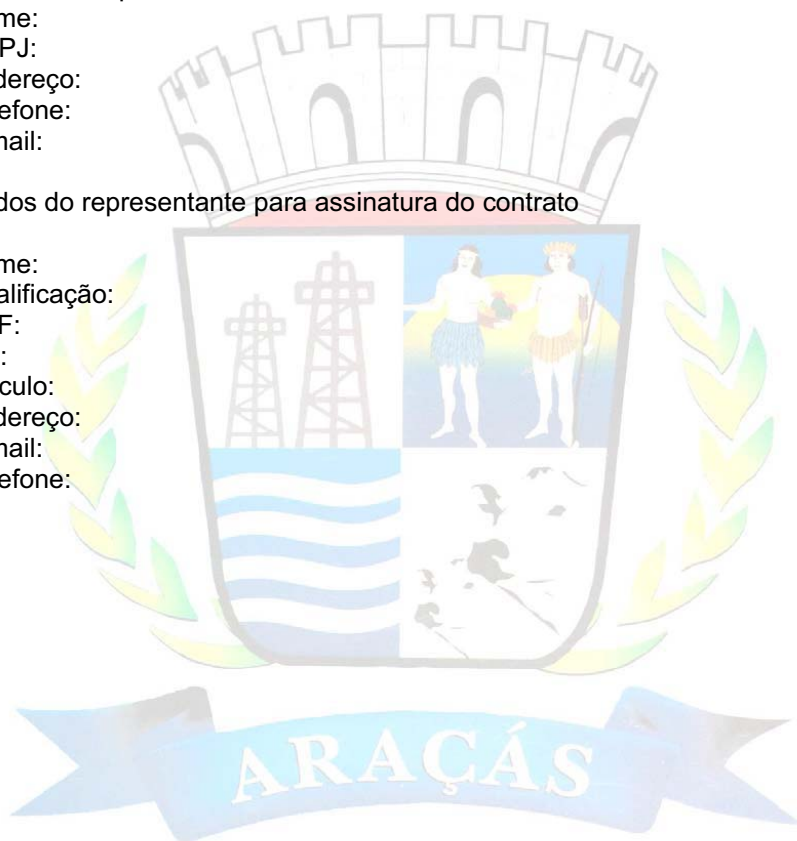 me:
PJ:
dereço:
efone:
nail:
dos do representante para assinatura do contrato
me:
alificação:
F:
:
culo:
dereço:
nail:
efone:
ARAÇÁS